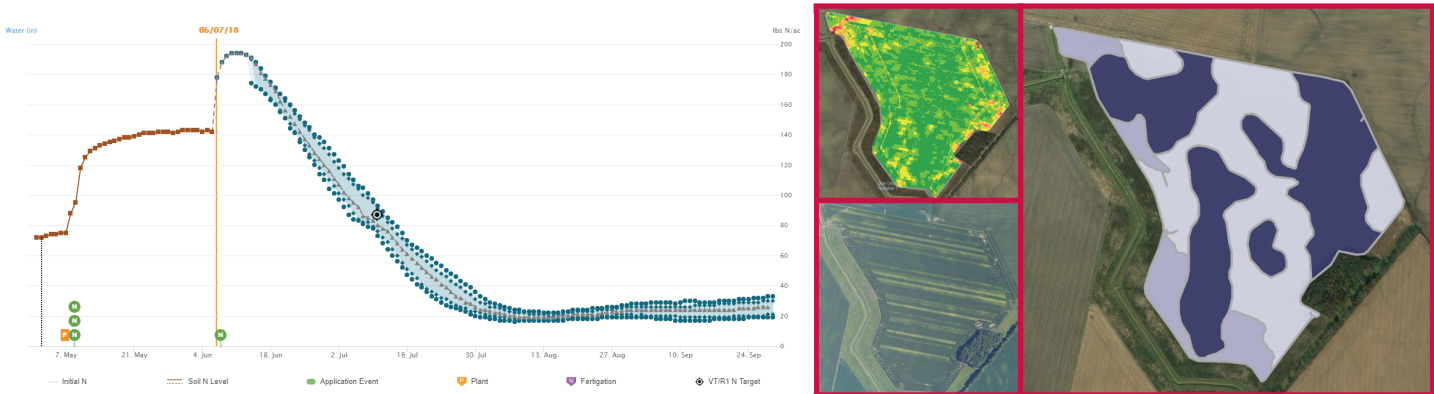 Water (in)
06/07/18
lbs N/ac
200
180
160
140
120
100
80
60
40
20
0
N
N
P N
N
7. May 21. May 4. Jun 18. Jun 2. Jul 16. Jul 30. Jul 13. Aug 27. Aug 10. Sep 24. Sep
Initial N Soil N Level Application Event P Plant N Fertigation VT/R1 N Target